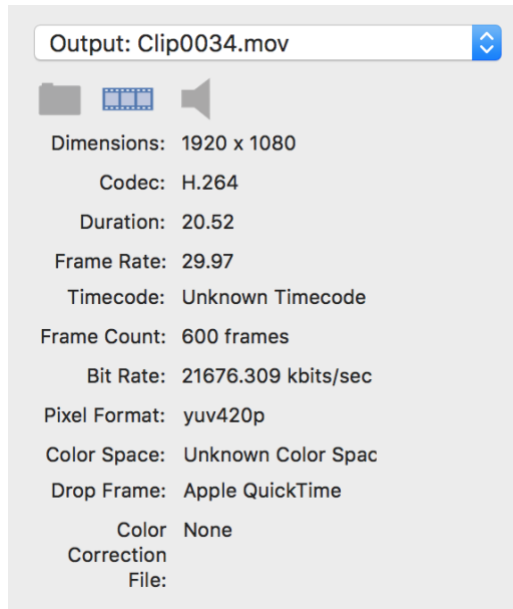 Output: Clip0034.mov
Dimensions: 1920 x 1080
Codec: H.264
Duration: 20.52
Frame Rate: 29.97
Timecode: Unknown Timecode
Frame Count: 600 frames
Bit Rate: 21676.309 kbits/sec
Pixel Format: yuv420p
Color Space: Unknown Color Spac
Drop Frame: Apple QuickTime
Color None
Correction
File: